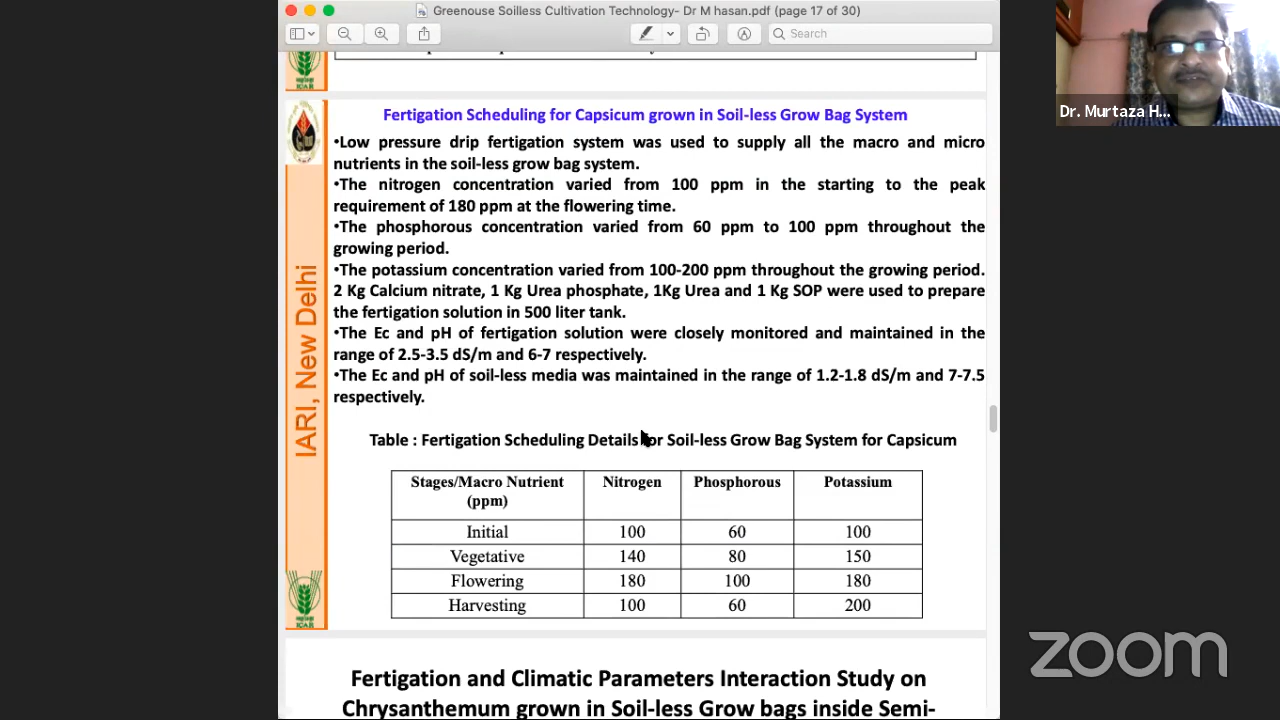 Greenouse Soilless Cultivation Technology- Dr M hasan.pdf (page 17 of 30)
Search
ICAR
Fertigation Scheduling for Capsicum grown in Soil-less Grow Bag System
•Low pressure drip fertigation system was used to supply all the macro and micro
nutrients in the soil-less grow bag system.
•The nitrogen concentration varied from 100 ppm in the starting to the peak
requirement of 180 ppm at the flowering time.
•The phosphorous concentration varied from 60 ppm to 100 ppm throughout the
growing period.
•The potassium concentration varied from 100-200 ppm throughout the growing period.
2 Kg Calcium nitrate, 1 Kg Urea phosphate, 1Kg Urea and 1 Kg SOP were used to prepare
the fertigation solution in 500 liter tank.
•The Ec and pH of fertigation solution were closely monitored and maintained in the
range of 2.5-3.5 dS/m and 6-7 respectively.
•The Ec and pH of soil-less media was maintained in the range of 1.2-1.8 dS/m and 7-7.5
respectively.
IARI, New Delhi
Table : Fertigation Scheduling Details for Soil-less Grow Bag System for Capsicum
Stages/Macro Nutrient (ppm) Nitrogen Phosphorous Potassium
Initial 100 60 100
Vegetative 140 80 150
Flowering 180 100 180
Harvesting 100 60 200
ICAR
Fertigation and Climatic Parameters Interaction Study on
Chrysanthemum grown in Soil-less Grow bags inside Semi-
Dr. Murtaza H...
zoom